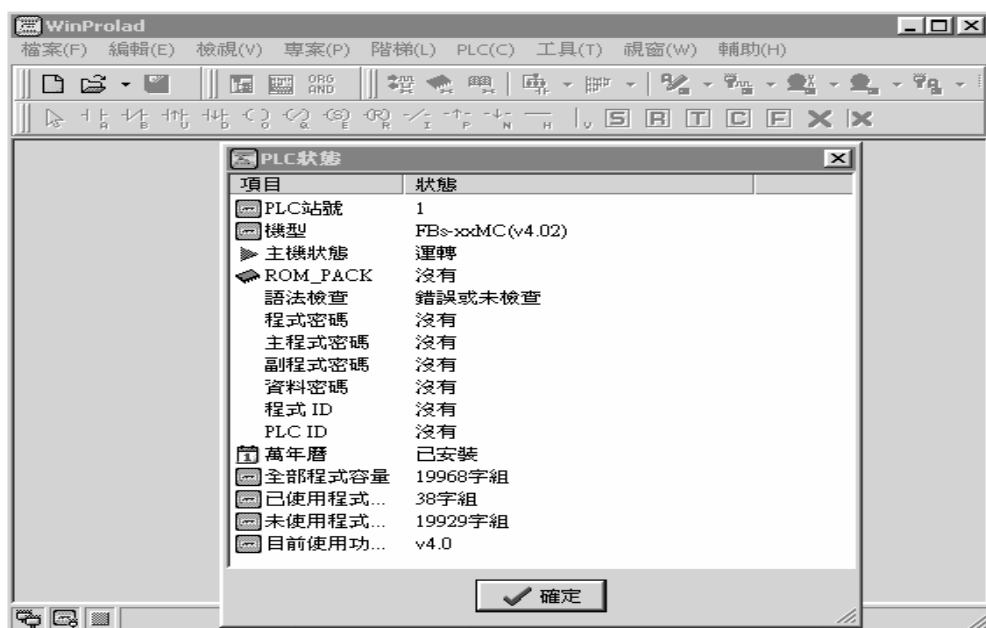 WinProlad
檔案(F) 編輯(E) 檢視(V) 專案(P) 階梯(L) PLC(C) 工具(T) 視窗(W) 輔助(H)
ORG AND
A B U D O Q E R I P N H V S R T C F
PLC狀態
項目 狀態
PLC站號 1
機型 FBs-xxMC(v4.02)
主機狀態 運轉
ROM_PACK 沒有
語法檢查 錯誤或未檢查
程式密碼 沒有
主程式密碼 沒有
副程式密碼 沒有
資料密碼 沒有
程式 ID 沒有
PLC ID 沒有
萬年曆 已安裝
全部程式容量 19968字組
已使用程式... 38字組
未使用程式... 19929字組
目前使用功... v4.0
確定